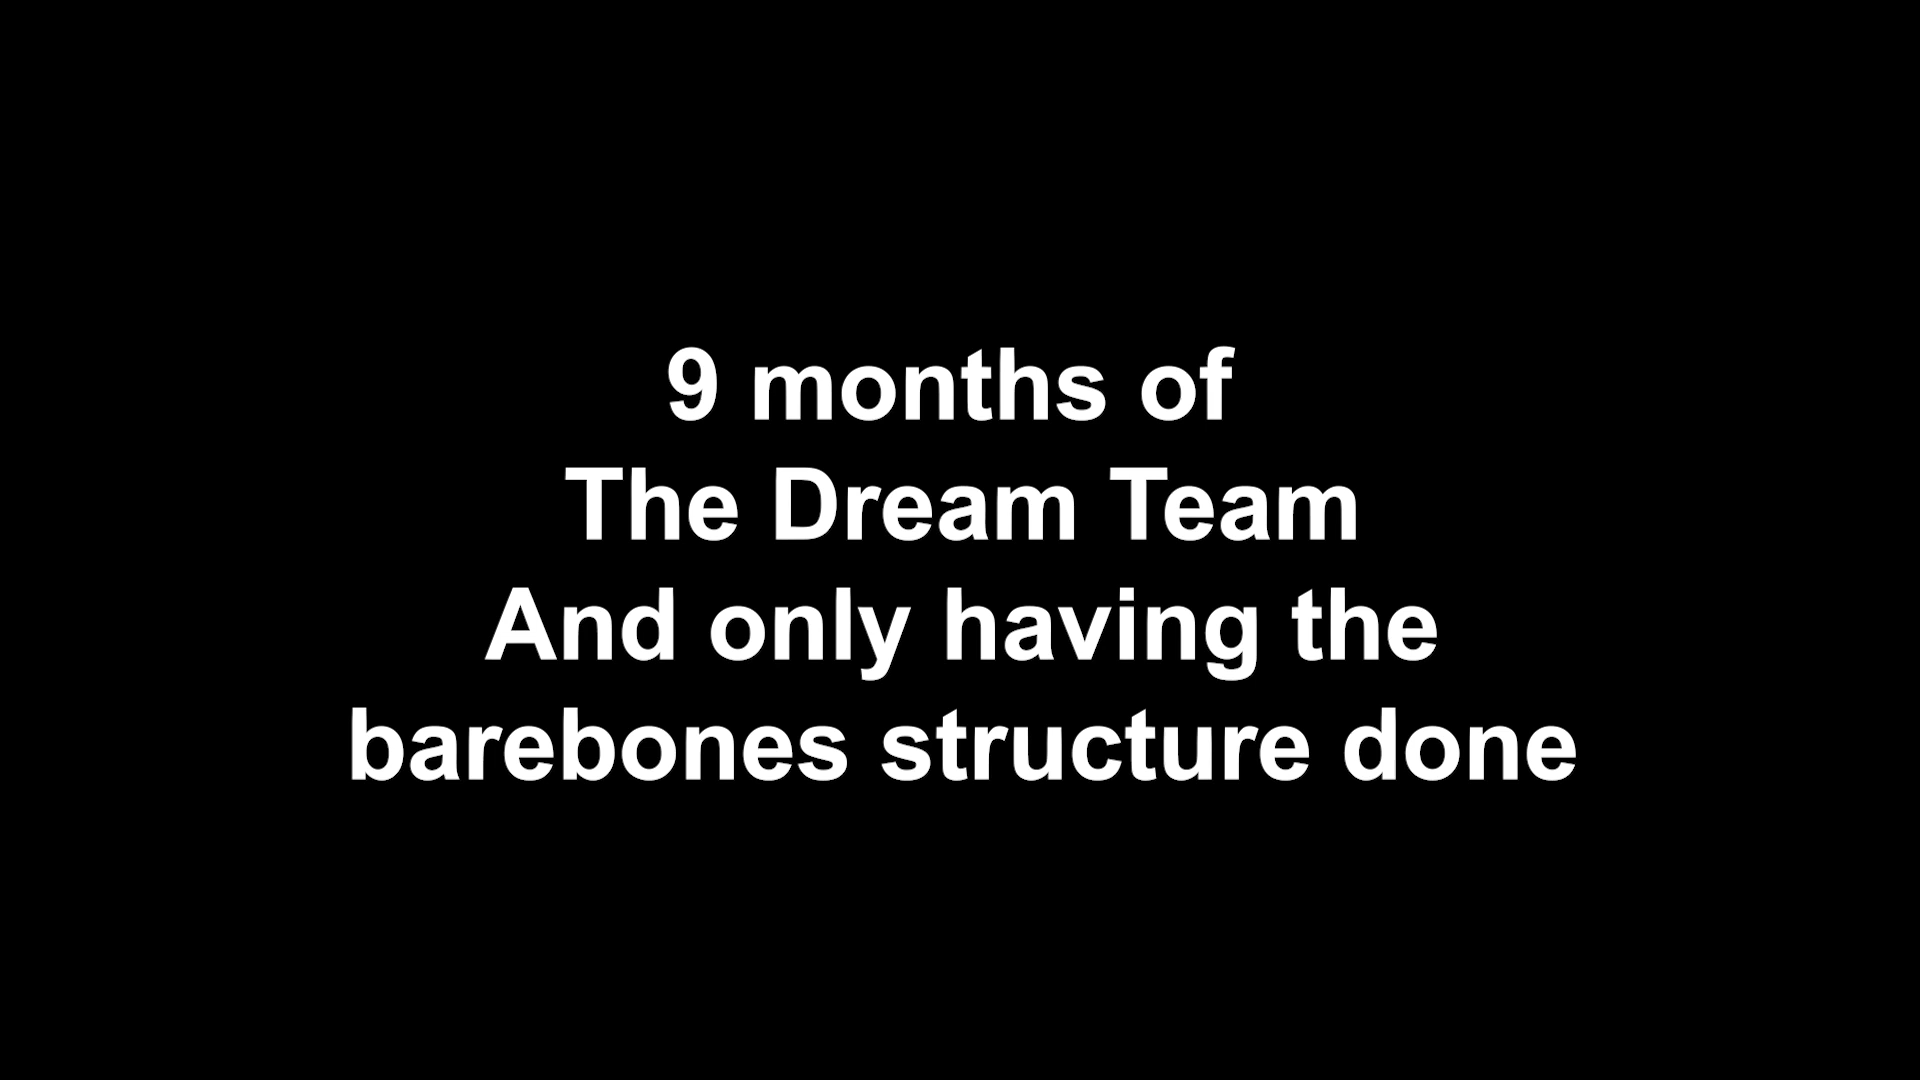 9 months of
The Dream Team
And only having the
barebones structure done